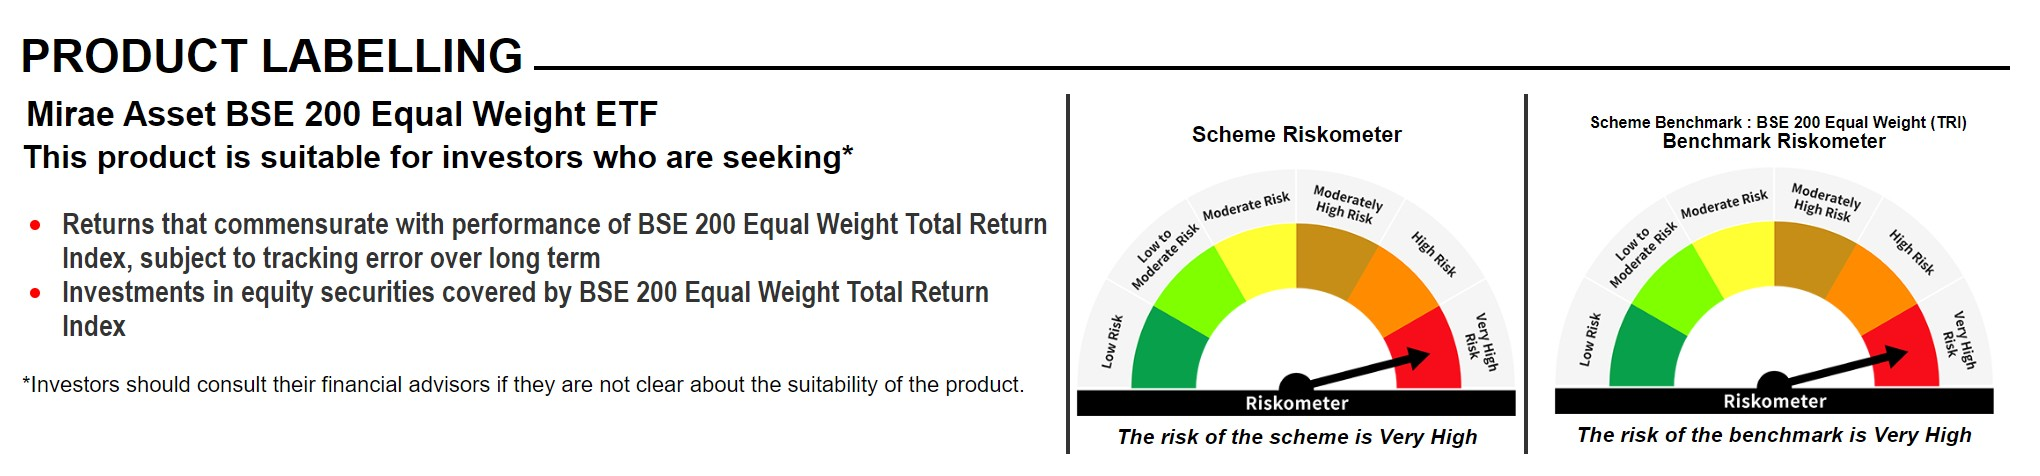 PRODUCT LABELLING
Mirae Asset BSE 200 Equal Weight ETF
This product is suitable for investors who are seeking*
Returns that commensurate with performance of BSE 200 Equal Weight Total Return
Index, subject to tracking error over long term
Investments in equity securities covered by BSE 200 Equal Weight Total Return
Index
*Investors should consult their financial advisors if they are not clear about the suitability of the product.
Scheme Riskometer
Low Risk
Low to
Moderate Risk
Moderate Risk
Moderately
High Risk
High Risk
Very High
Risk
Riskometer
The risk of the scheme is Very High
Scheme Benchmark : BSE 200 Equal Weight (TRI)
Benchmark Riskometer
Low Risk
Low to
Moderate Risk
Moderate Risk
Moderately
High Risk
High Risk
Very High
Risk
Riskometer
The risk of the benchmark is Very High